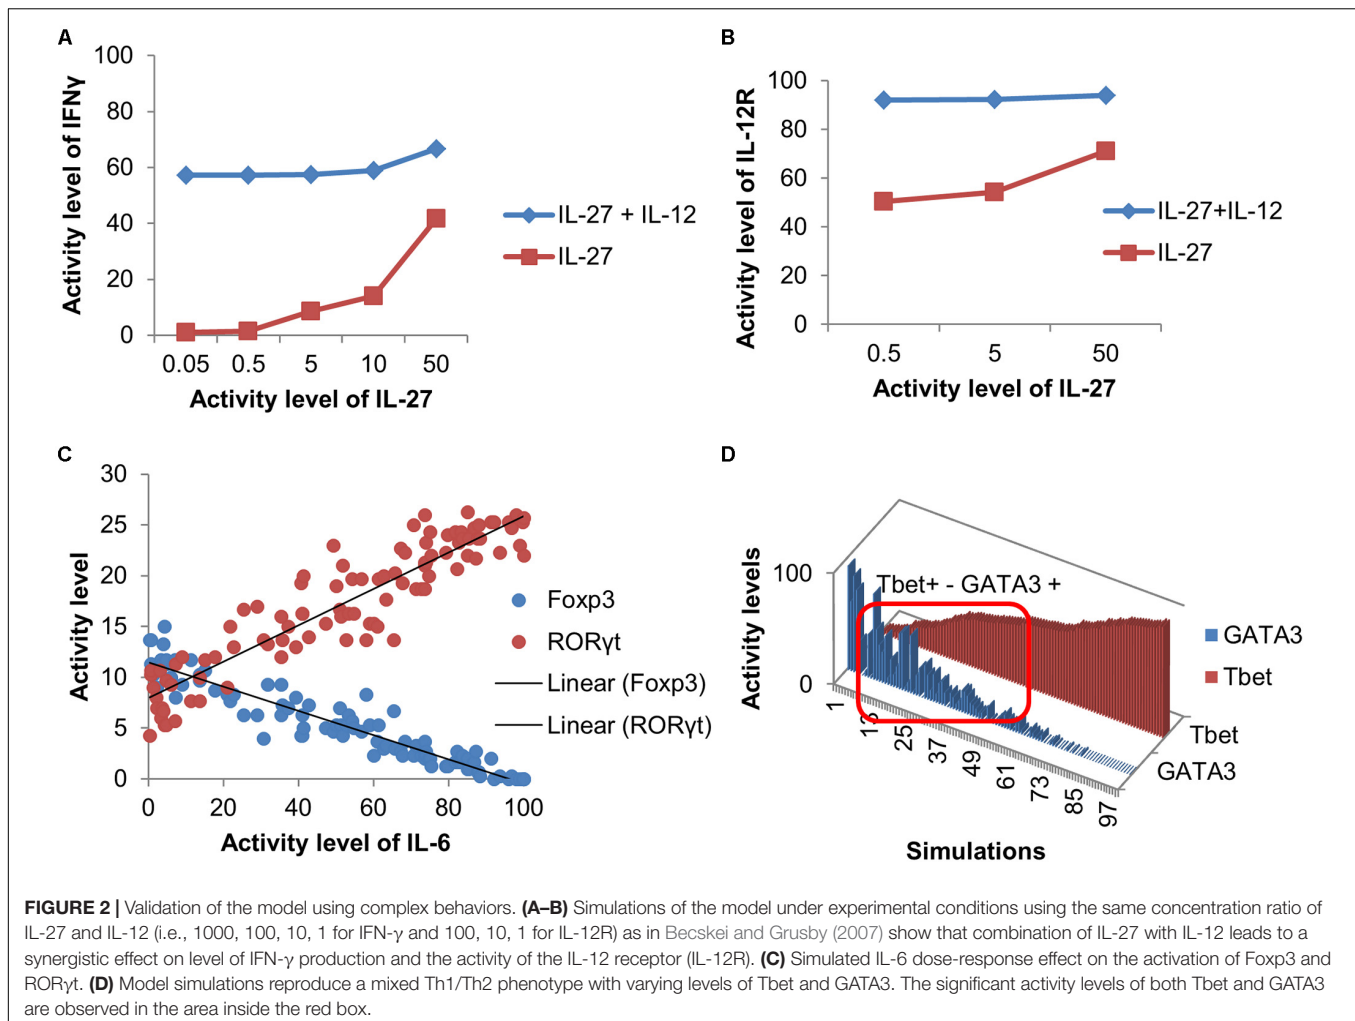 A
Activity level of IFNγ
100
80
60
40
20
0
0.05 0.5 5 10 50
Activity level of IL-27
IL-27 + IL-12
IL-27
B
Activity level of IL-12R
100
80
60
40
20
0
0.5 5 50
Activity level of IL-27
IL-27+IL-12
IL-27
C
Activity level
30
25
20
15
10
5
0
0 20 40 60 80 100
Activity level of IL-6
Foxp3
RORγt
Linear (Foxp3)
Linear (RORγt)
D
Activity levels
100
50
0
Tbet+ - GATA3 +
1 13 25 37 49 61 73 85 97
Simulations
Tbet
GATA3
GATA3
Tbet
FIGURE 2 | Validation of the model using complex behaviors. (A–B) Simulations of the model under experimental conditions using the same concentration ratio of
IL-27 and IL-12 (i.e., 1000, 100, 10, 1 for IFN-γ and 100, 10, 1 for IL-12R) as in Becskei and Grusby (2007) show that combination of IL-27 with IL-12 leads to a
synergistic effect on level of IFN-γ production and the activity of the IL-12 receptor (IL-12R). (C) Simulated IL-6 dose-response effect on the activation of Foxp3 and
RORγt. (D) Model simulations reproduce a mixed Th1/Th2 phenotype with varying levels of Tbet and GATA3. The significant activity levels of both Tbet and GATA3
are observed in the area inside the red box.